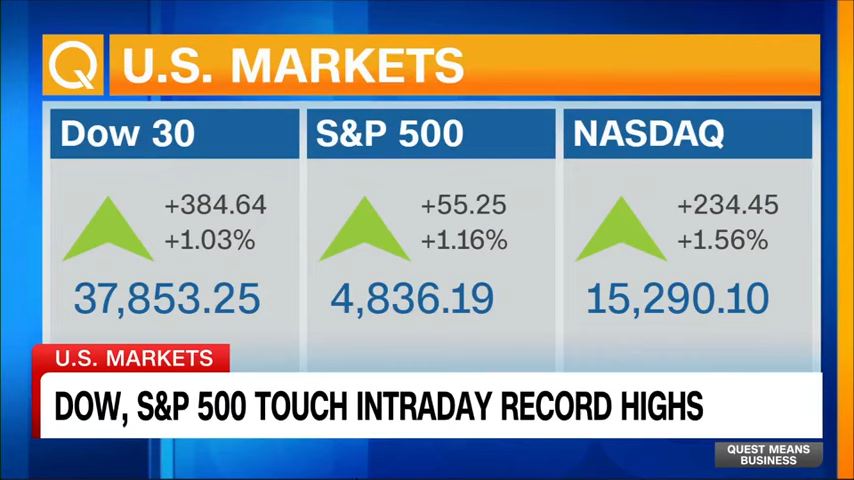 Q U.S. MARKETS
Dow 30
+384.64
+1.03%
37,853.25
S&P 500
+55.25
+1.16%
4,836.19
NASDAQ
+234.45
+1.56%
15,290.10
U.S. MARKETS
DOW, S&P 500 TOUCH INTRADAY RECORD HIGHS
QUEST MEANS
BUSINESS